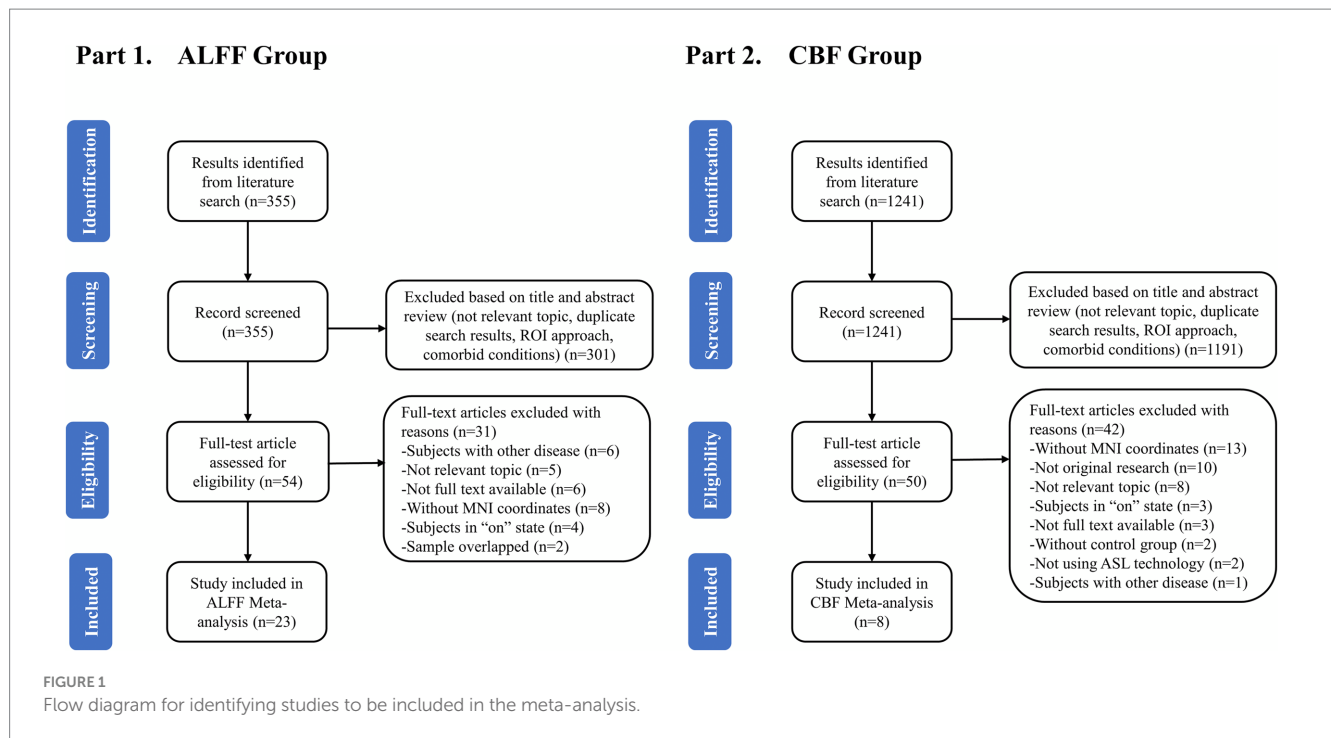 Part 1. ALFF Group
Identification
Results identified
from literature
search (n=355)
Screening
Record screened
(n=355)
Excluded based on title and abstract
review (not relevant topic, duplicate
search results, ROI approach,
comorbid conditions) (n=301)
Eligibility
Full-test article
assessed for
eligibility (n=54)
Full-text articles excluded with
reasons (n=31)
-Subjects with other disease (n=6)
-Not relevant topic (n=5)
-Not full text available (n=6)
-Without MNI coordinates (n=8)
-Subjects in “on” state (n=4)
-Sample overlapped (n=2)
Included
Study included in
ALFF Meta-
analysis (n=23)
Part 2. CBF Group
Identification
Results identified
from literature
search (n=1241)
Screening
Record screened
(n=1241)
Excluded based on title and abstract
review (not relevant topic, duplicate
search results, ROI approach,
comorbid conditions) (n=1191)
Eligibility
Full-test article
assessed for
eligibility (n=50)
Full-text articles excluded with
reasons (n=42)
-Without MNI coordinates (n=13)
-Not original research (n=10)
-Not relevant topic (n=8)
-Subjects in “on” state (n=3)
-Not full text available (n=3)
-Without control group (n=2)
-Not using ASL technology (n=2)
-Subjects with other disease (n=1)
Included
Study included in
CBF Meta-analysis
(n=8)
FIGURE 1
Flow diagram for identifying studies to be included in the meta-analysis.